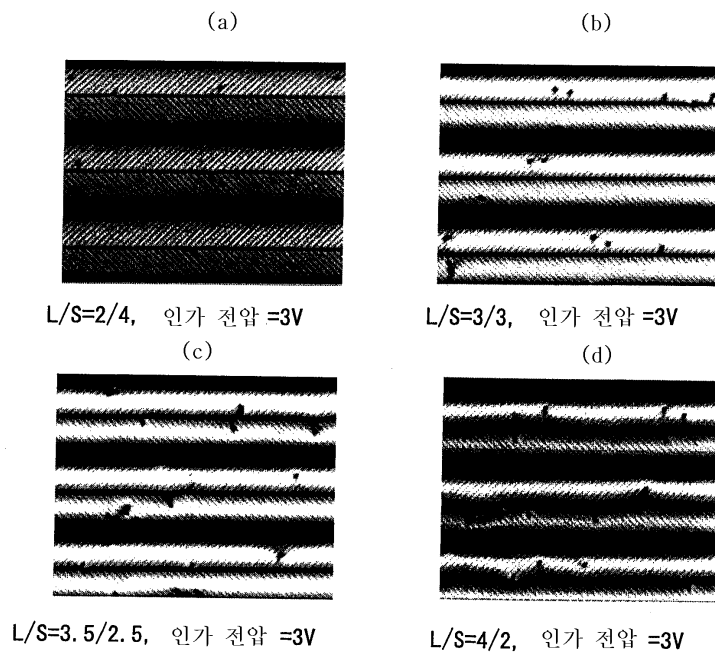 (a)
(b)
L/S=2/4, 인가 전압 =3V
L/S=3/3, 인가 전압 =3V
(c)
(d)
L/S=3.5/2.5, 인가 전압 =3V
L/S=4/2, 인가 전압 =3V